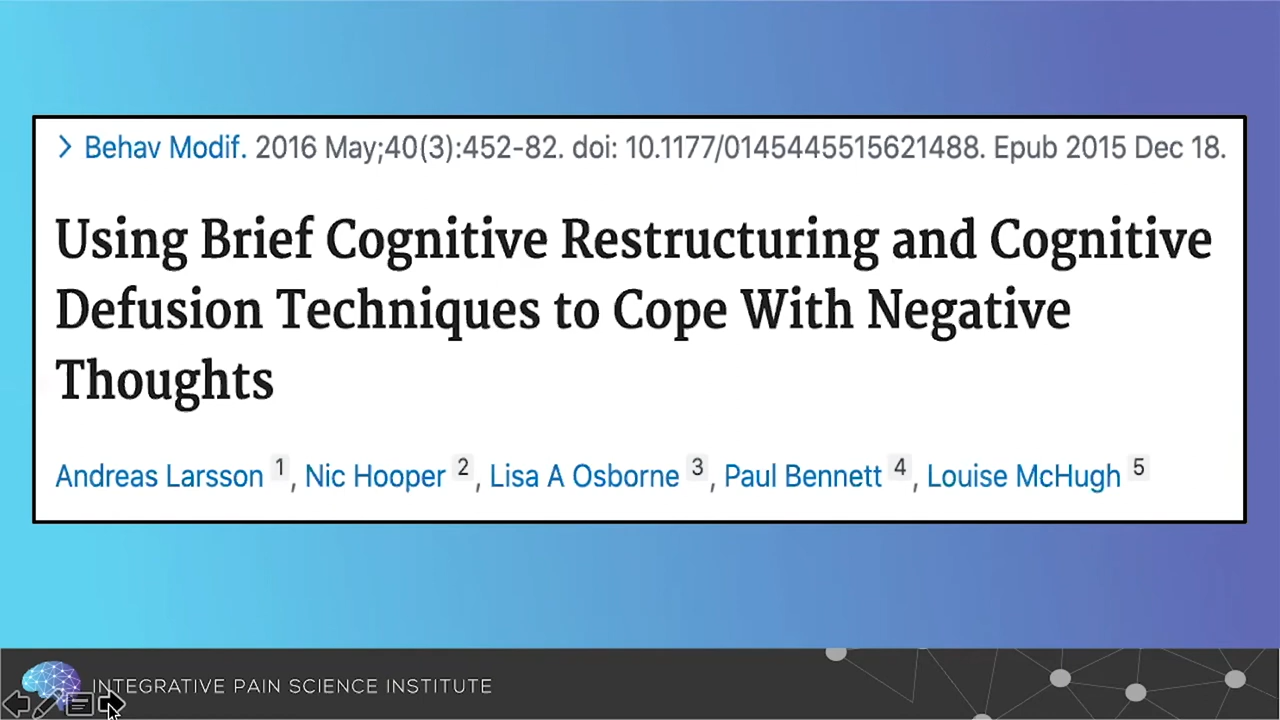 > Behav Modif. 2016 May;40(3):452-82. doi: 10.1177/0145445515621488. Epub 2015 Dec 18.
Using Brief Cognitive Restructuring and Cognitive
Defusion Techniques to Cope With Negative
Thoughts
Andreas Larsson 1, Nic Hooper 2, Lisa A Osborne 3, Paul Bennett 4, Louise McHugh 5
INTEGRATIVE PAIN SCIENCE INSTITUTE